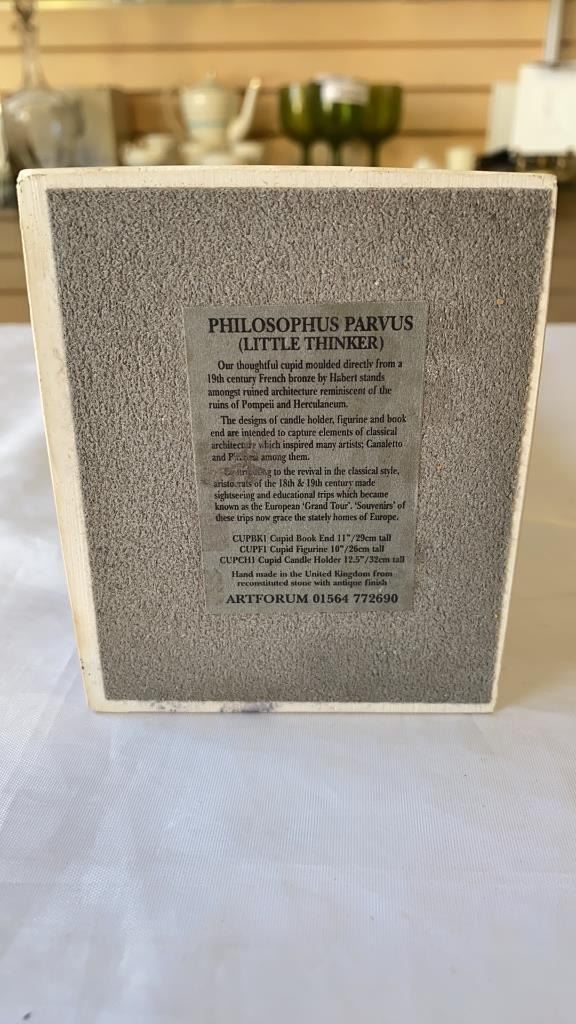 PHILOSOPHUS PARVUS
(LITTLE THINKER)
Our thoughtful cupid moulded directly from a
19th century French bronze by Habert stands
amongst ruined architecture reminiscent of the
ruins of Pompeii and Herculaneum.
The designs of candle holder, figurine and book
end are intended to capture elements of classical
architecture which inspired many artists; Canaletto
and among them.
to the revival in the classical style,
aristocrats of the 18th & 19th century made
sightseeing and educational trips which became
known as the European 'Grand Tour'. 'Souvenirs' of
these trips now grace the stately homes of Europe.
CUPBK1 Cupid Book End 11"/29cm tall
CUPF1 Cupid Figurine 10"/26cm tall
CUPCH1 Cupid Candle Holder 12.5"/32cm tall
Hand made in the United Kingdom from
reconstituted stone with antique finish
ARTFORUM 01564 772690